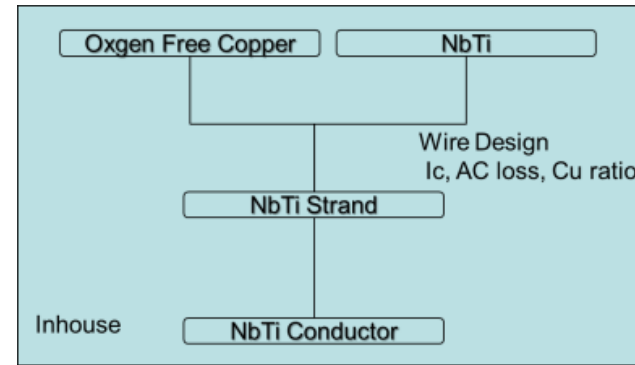 Oxgen Free Copper
NbTi
Wire Design
Ic, AC loss, Cu ratio
NbTi Strand
Inhouse
NbTi Conductor